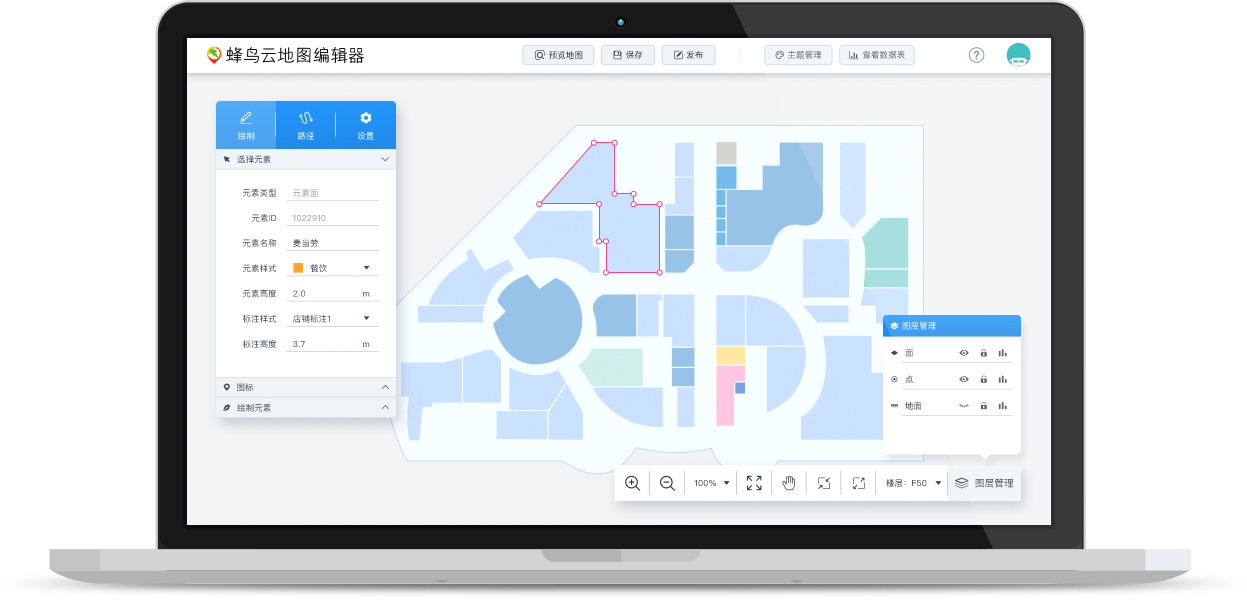 蜂鸟云地图编辑器
预览地图
保存
发布
主题管理
查看数据表
?
绘制
路径
设置
选择元素
元素类型 元素面
元素ID 1022910
元素名称 麦当劳
元素样式 餐饮
元素高度 2.0 m
标注样式 店铺标注1
标注高度 3.7 m
图标
绘制元素
图层管理
面
点
地面
100%
楼层: F50
图层管理